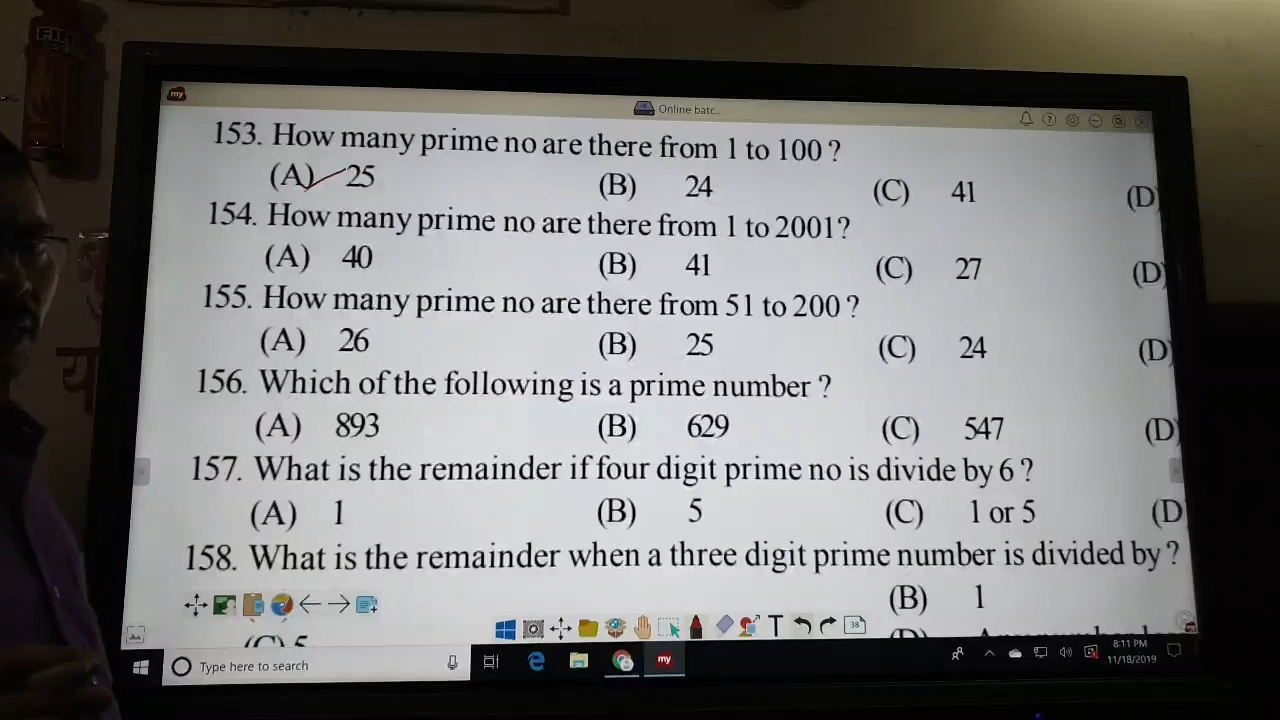 FIRE
my
Online batc...
153. How many prime no are there from 1 to 100 ?
(A) 25 (B) 24 (C) 41 (D)
154. How many prime no are there from 1 to 2001?
(A) 40 (B) 41 (C) 27 (D)
155. How many prime no are there from 51 to 200 ?
(A) 26 (B) 25 (C) 24 (D)
156. Which of the following is a prime number ?
(A) 893 (B) 629 (C) 547 (D)
157. What is the remainder if four digit prime no is divide by 6 ?
(A) 1 (B) 5 (C) 1 or 5 (D
158. What is the remainder when a three digit prime number is divided by ?
(B) 1
(C) 5 (D)
T 38
Type here to search
my
8:11 PM
11/18/2019